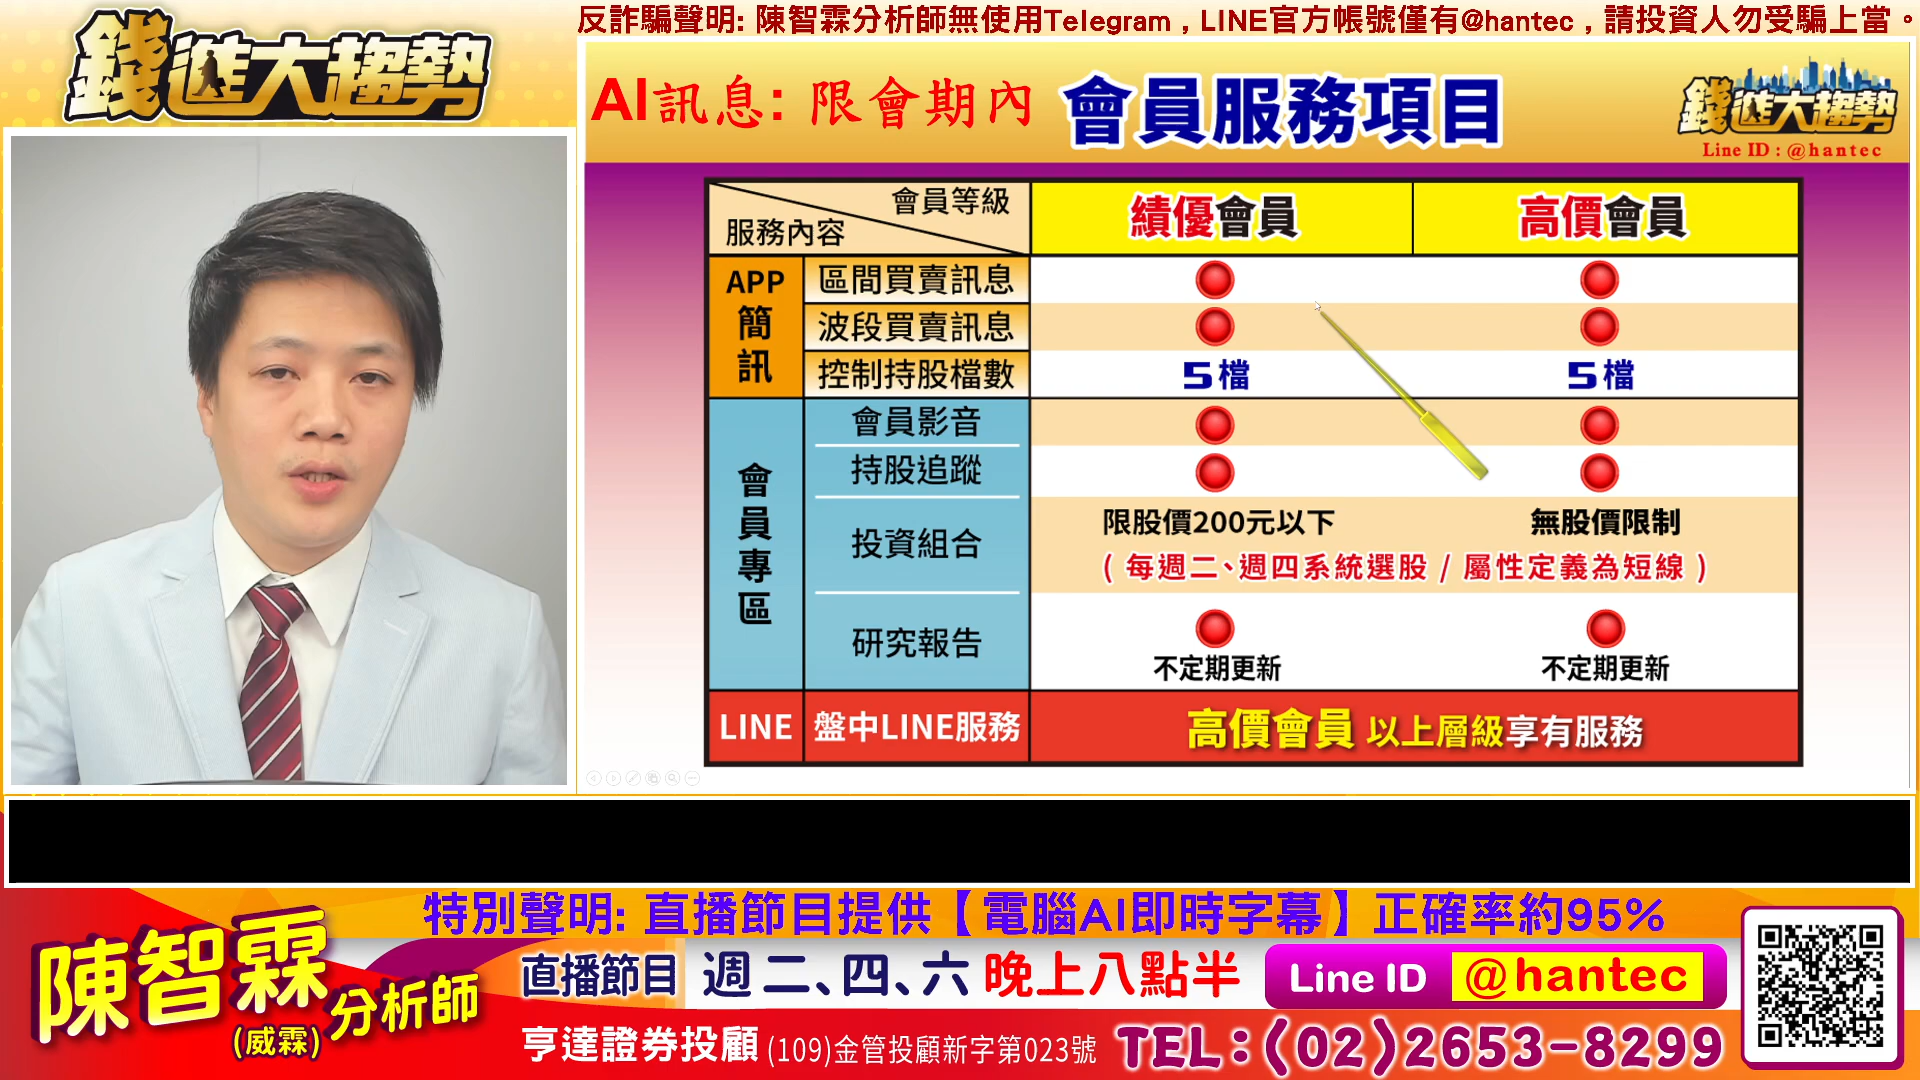 錢進大趨勢
反詐騙聲明: 陳智霖分析師無使用Telegram , LINE官方帳號僅有@hantec , 請投資人勿受騙上當。
AI訊息: 限會期內 會員服務項目
錢進大趨勢
Line ID : @hantec
會員等級
服務內容
績優會員 高價會員
APP簡訊
區間買賣訊息
波段買賣訊息
控制持股檔數 5檔 5檔
會員專區
會員影音
持股追蹤
投資組合 限股價200元以下 無股價限制
( 每週二、週四系統選股 / 屬性定義為短線 )
研究報告 不定期更新 不定期更新
LINE 盤中LINE服務 高價會員 以上層級享有服務
特別聲明: 直播節目提供【電腦AI即時字幕】正確率約95%
陳智霖分析師
(威霖)
直播節目 週二、四、六 晚上八點半
Line ID @hantec
亨達證券投顧 (109)金管投顧新字第023號 TEL:(02)2653-8299